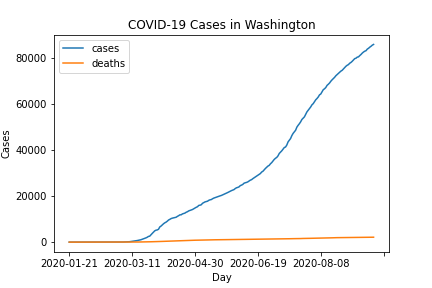 COVID-19 Cases in Washington
cases
deaths
80000
60000
40000
20000
0
Cases
2020-01-21 2020-03-11 2020-04-30 2020-06-19 2020-08-08
Day